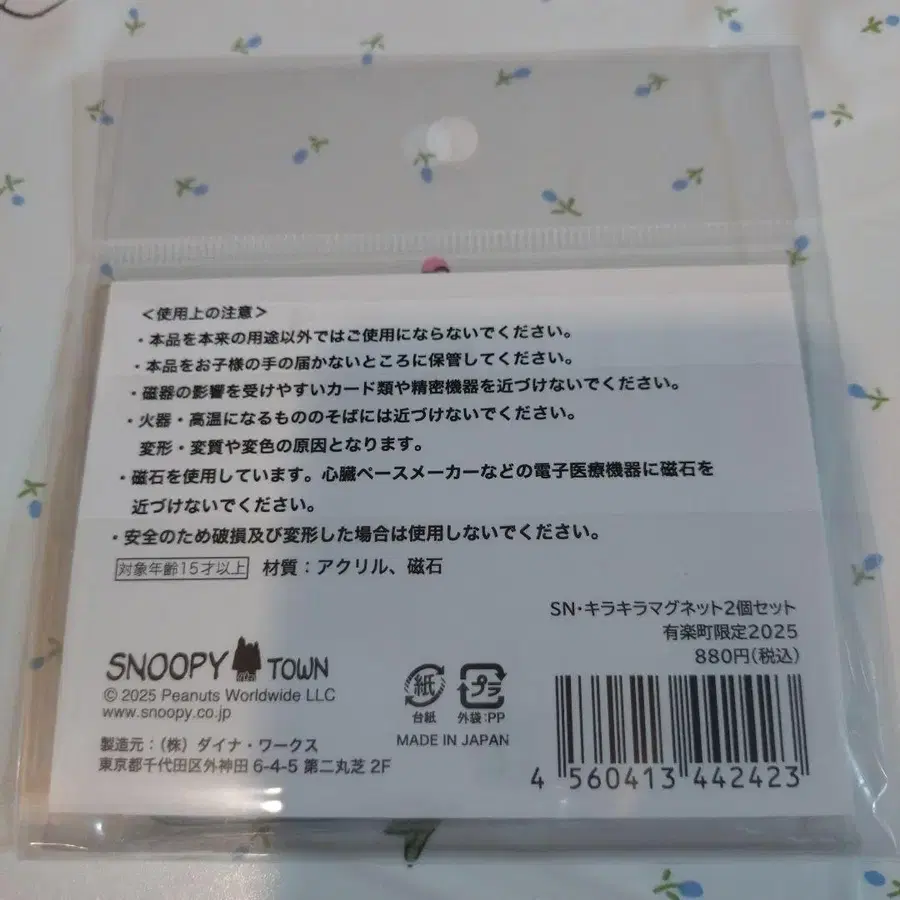 <使用上の注意>
・本品を本来の用途以外ではご使用にならないでください。
・本品をお子様の手の届かないところに保管してください。
・磁器の影響を受けやすいカード類や精密機器を近づけないでください。
・火器・高温になるもののそばには近づけないでください。
変形・変質や変色の原因となります。
・磁石を使用しています。心臓ペースメーカーなどの電子医療機器に磁石を
近づけないでください。
・安全のため破損及び変形した場合は使用しないでください。
対象年齢15才以上 材質:アクリル、磁石
SN・キラキラマグネット2個セット
有楽町限定2025
880円(税込)
SNOOPY TOWN
© 2025 Peanuts Worldwide LLC
www.snoopy.co.jp
製造元:(株)ダイナ・ワークス
東京都千代田区外神田 6-4-5 第二丸芝 2F
紙 プラ
台紙 外袋:PP
MADE IN JAPAN
4 560413 442423